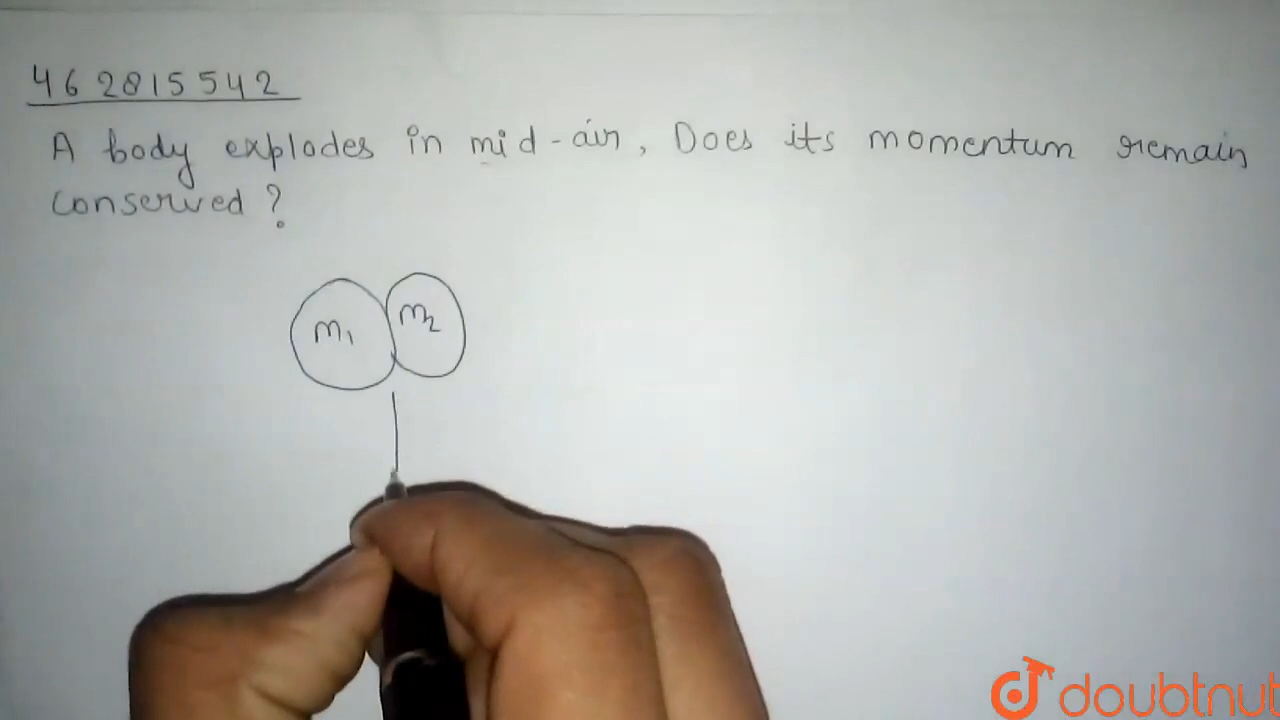 462815542
A body explodes in mid-air, Does its momentum remain
conserved?
m1 m2
doubtnut